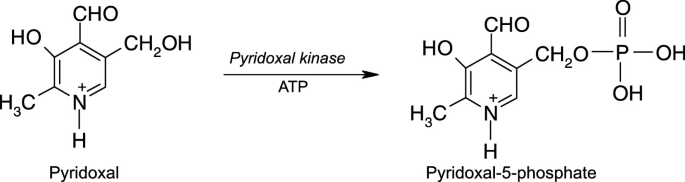 CHO
HO
CH₂OH
H₃C
N
+
H
Pyridoxal
Pyridoxal kinase
ATP
O
CHO
HO
CH₂O
P
OH
OH
H₃C
N
+
H
Pyridoxal-5-phosphate